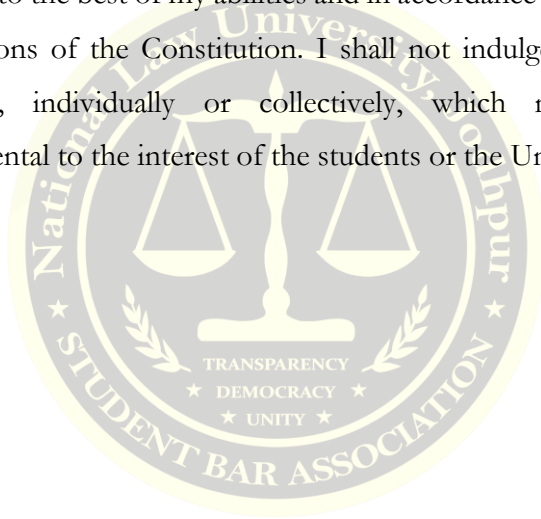 to the best of my abilities and in accordance
ons of the Constitution. I shall not indulge
, individually or collectively, which
ental to the interest of the students or the Un
National Law University, Jodhpur
TRANSPARENCY
★ DEMOCRACY ★
★ UNITY ★
★ STUDENT BAR ASSOCIATION ★